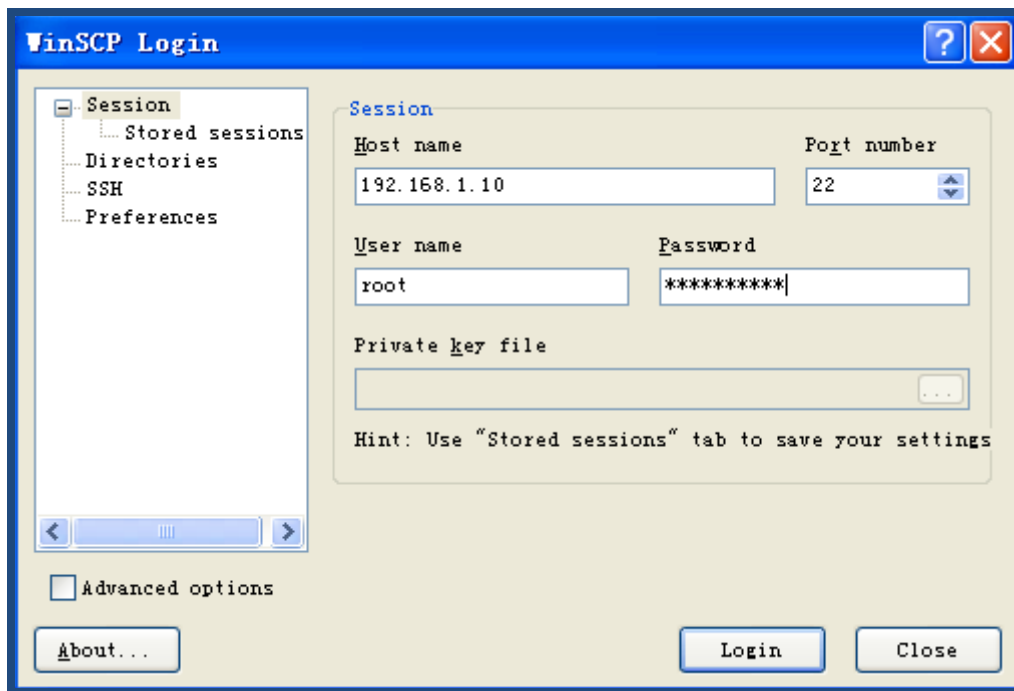 WinSCP Login
Session
Stored sessions
Directories
SSH
Preferences
Session
Host name
Port number
192.168.1.10
22
User name
Password
root
**********
Private key file
...
Hint: Use "Stored sessions" tab to save your settings
Advanced options
About...
Login
Close